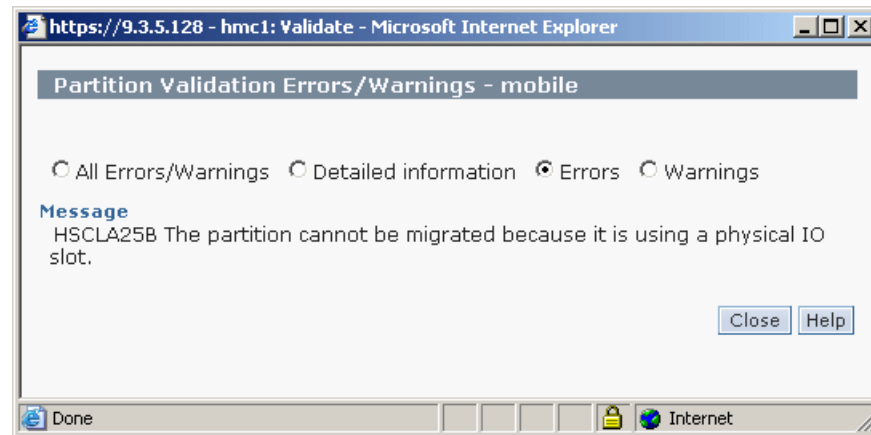 https://9.3.5.128 - hmc1: Validate - Microsoft Internet Explorer
Partition Validation Errors/Warnings - mobile
All Errors/Warnings Detailed information Errors Warnings
Message
HSCLA25B The partition cannot be migrated because it is using a physical IO
slot.
Close Help
Done Internet